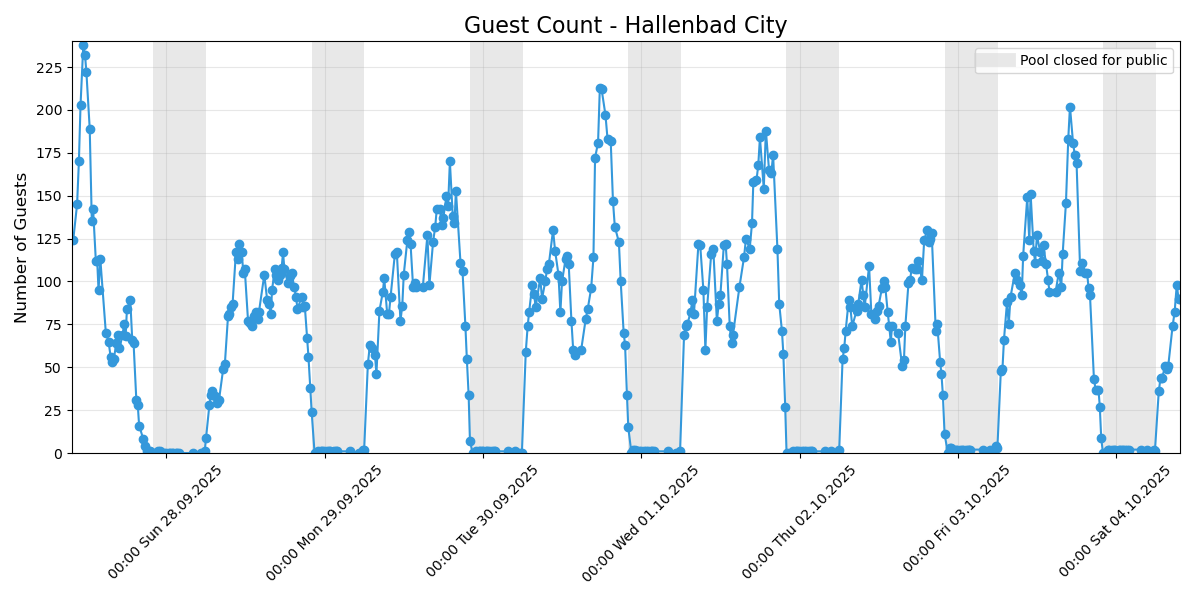 Guest Count - Hallenbad City
Pool closed for public
Number of Guests
225
200
175
150
125
100
75
50
25
0
00:00 Sun 28.09.2025
00:00 Mon 29.09.2025
00:00 Tue 30.09.2025
00:00 Wed 01.10.2025
00:00 Thu 02.10.2025
00:00 Fri 03.10.2025
00:00 Sat 04.10.2025